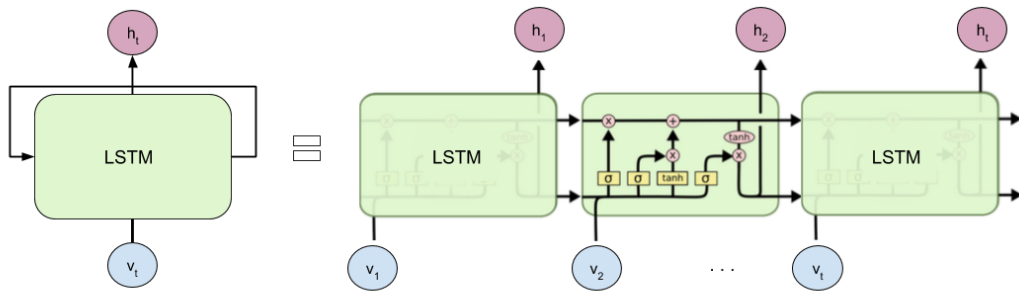 h_t
h_1
h_2
h_t
x
+
tanh
x
σ
σ
tanh
σ
LSTM
LSTM
LSTM
v_t
v_1
v_2
. . .
v_t